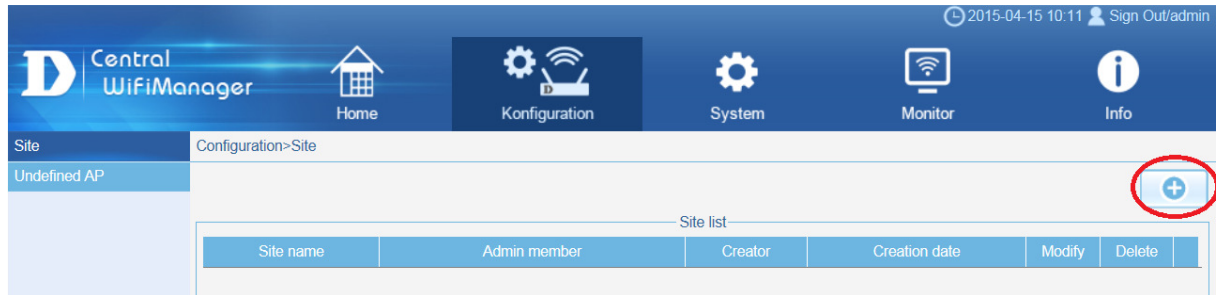 2015-04-15 10:11 Sign Out/admin
D Central
WiFiManager
Home Konfiguration System Monitor Info
Site Configuration>Site
Undefined AP
Site list
Site name Admin member Creator Creation date Modify Delete